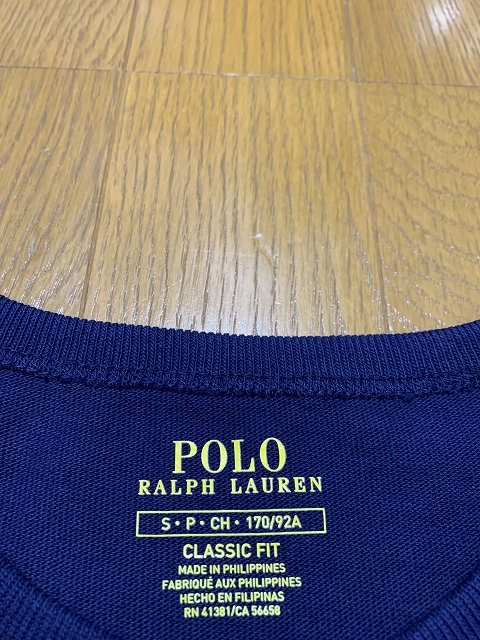 POLO
RALPH LAUREN
S • P • CH • 170/92A
CLASSIC FIT
MADE IN PHILIPPINES
FABRIQUÉ AUX PHILIPPINES
HECHO EN FILIPINAS
RN 41381/CA 56658